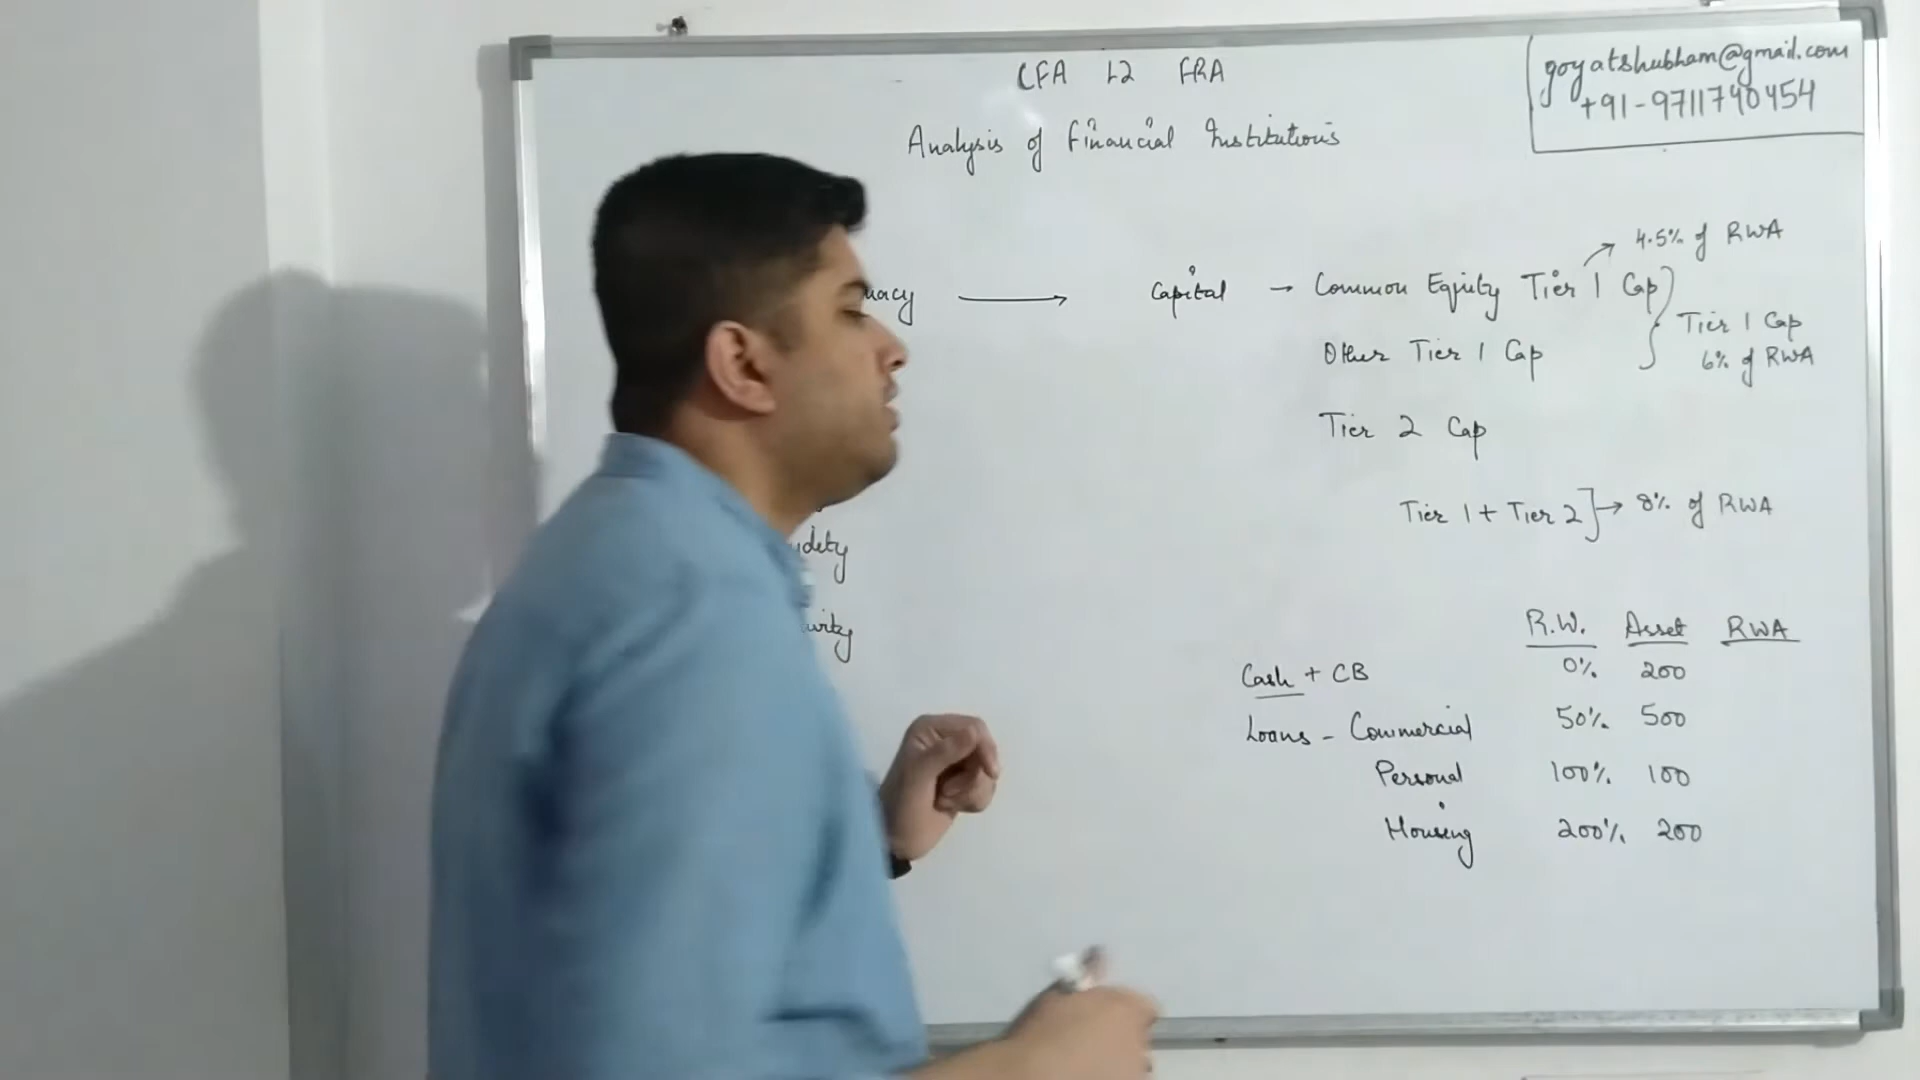 CFA L2 FRA
goyatshubham@gmail.com
+91-9711740454
Analysis of Financial Institutions
4.5% of RWA
Capital → Common Equity Tier 1 Cap
Tier 1 Cap
6% of RWA
Other Tier 1 Cap
Tier 2 Cap
Tier 1 + Tier 2 → 8% of RWA
R.W. Asset RWA
Cash + CB 0% 200
Loans - Commercial 50% 500
Personal 100% 100
Housing 200% 200